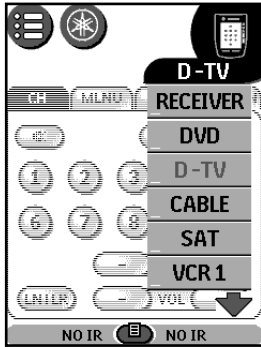 D-TV
CH MENU RECEIVER
DVD
1 2 3 D-TV
CABLE
6 7 8 SAT
VCR 1
ENTER - VOL
NO IR NO IR